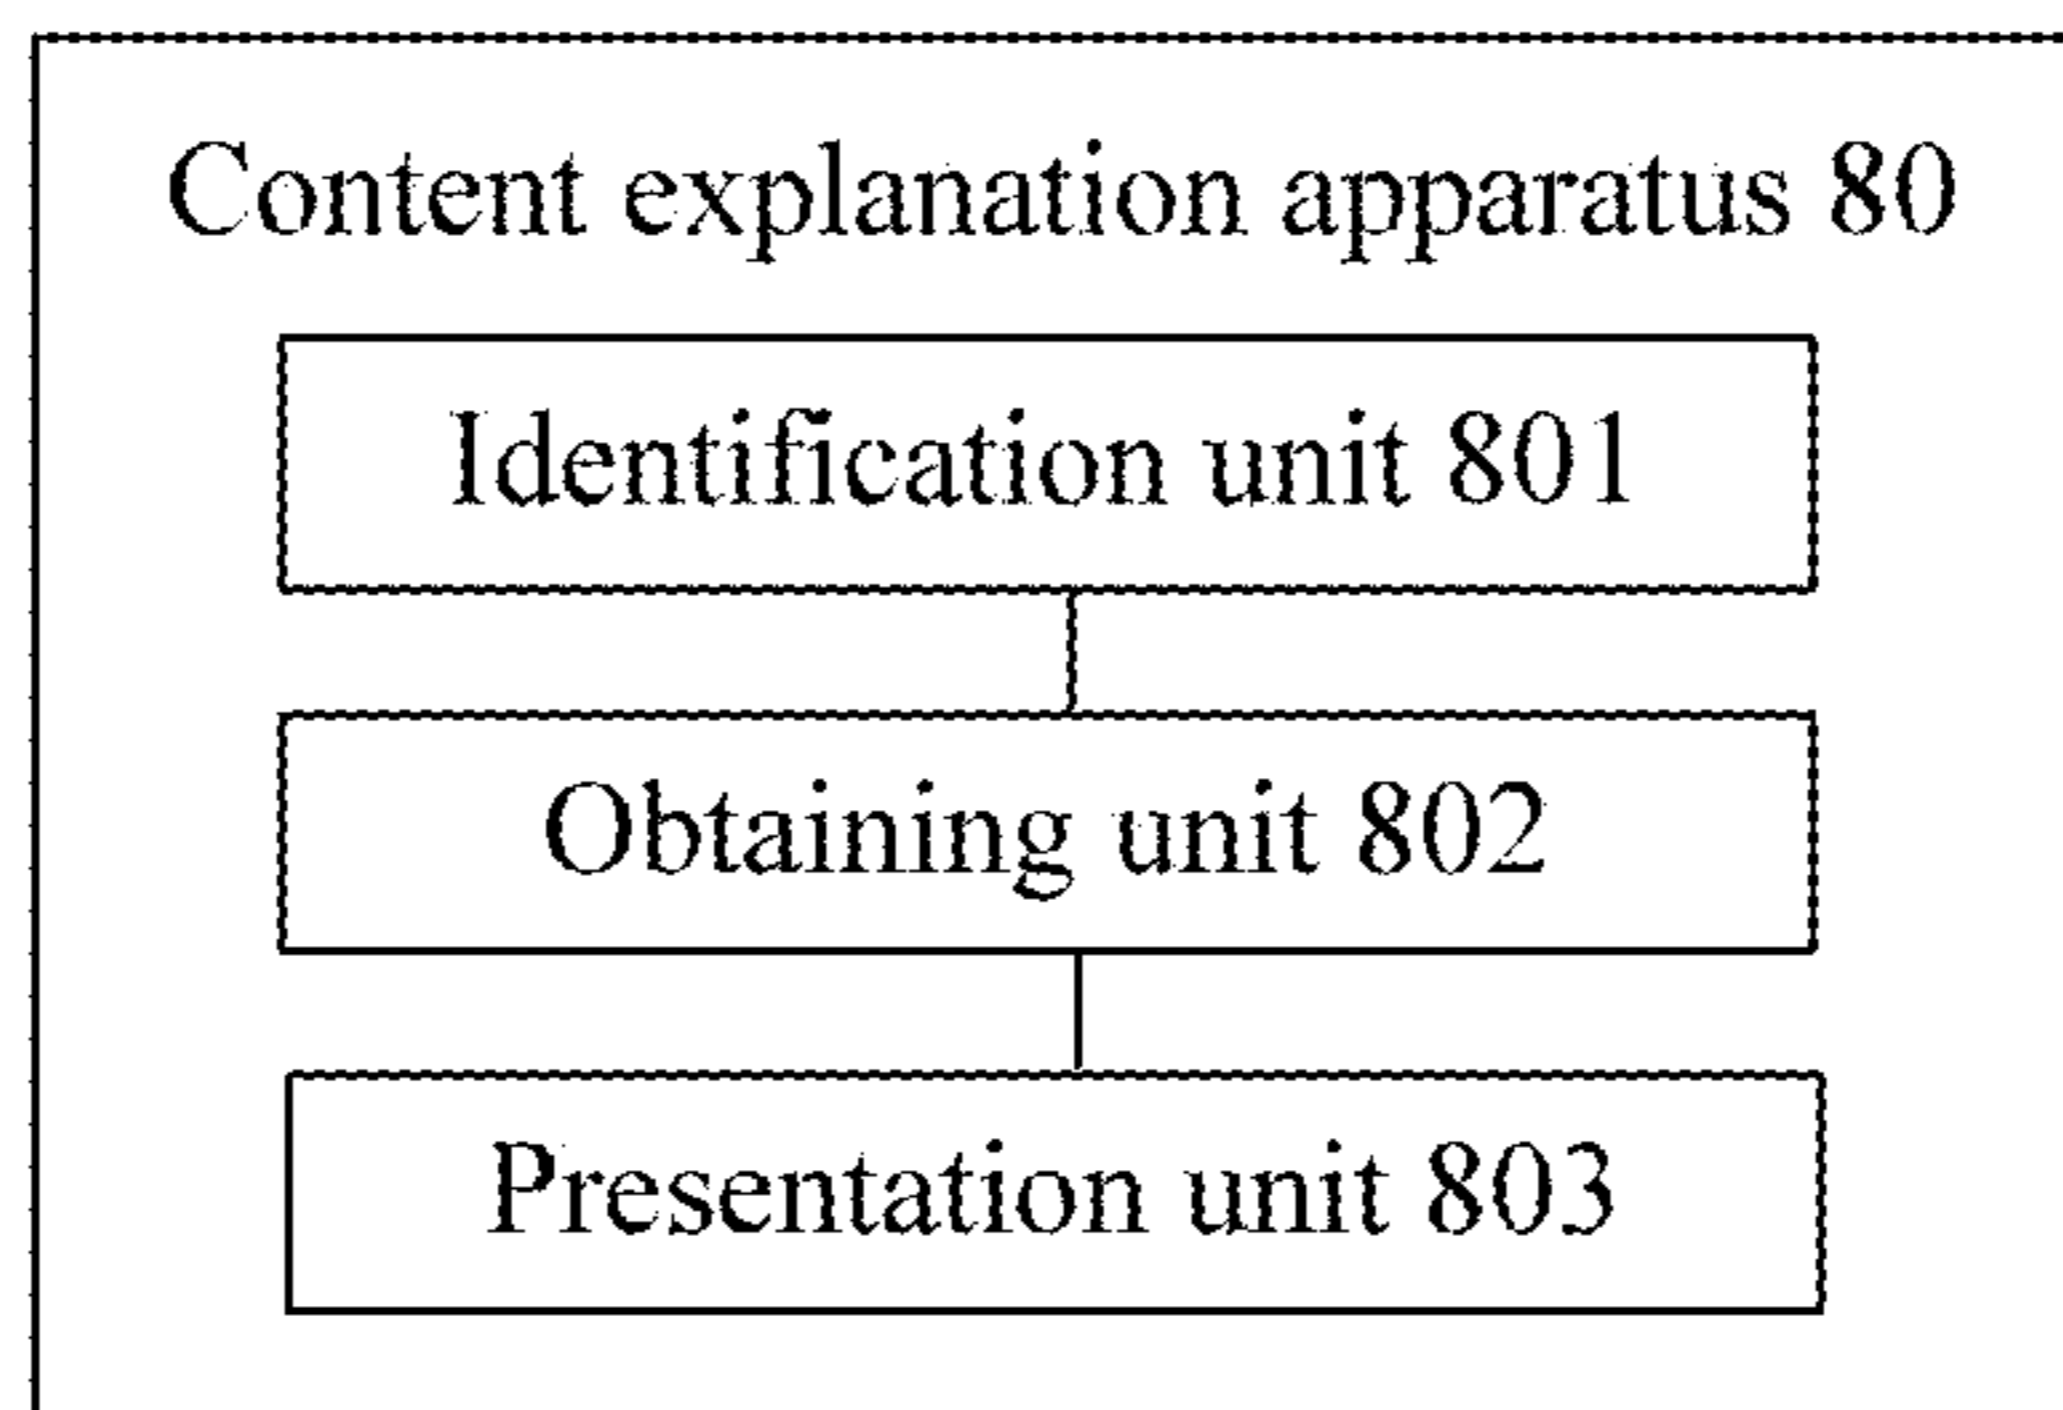 Content explanation apparatus 80
Identification unit 801
Obtaining unit 802
Presentation unit 803